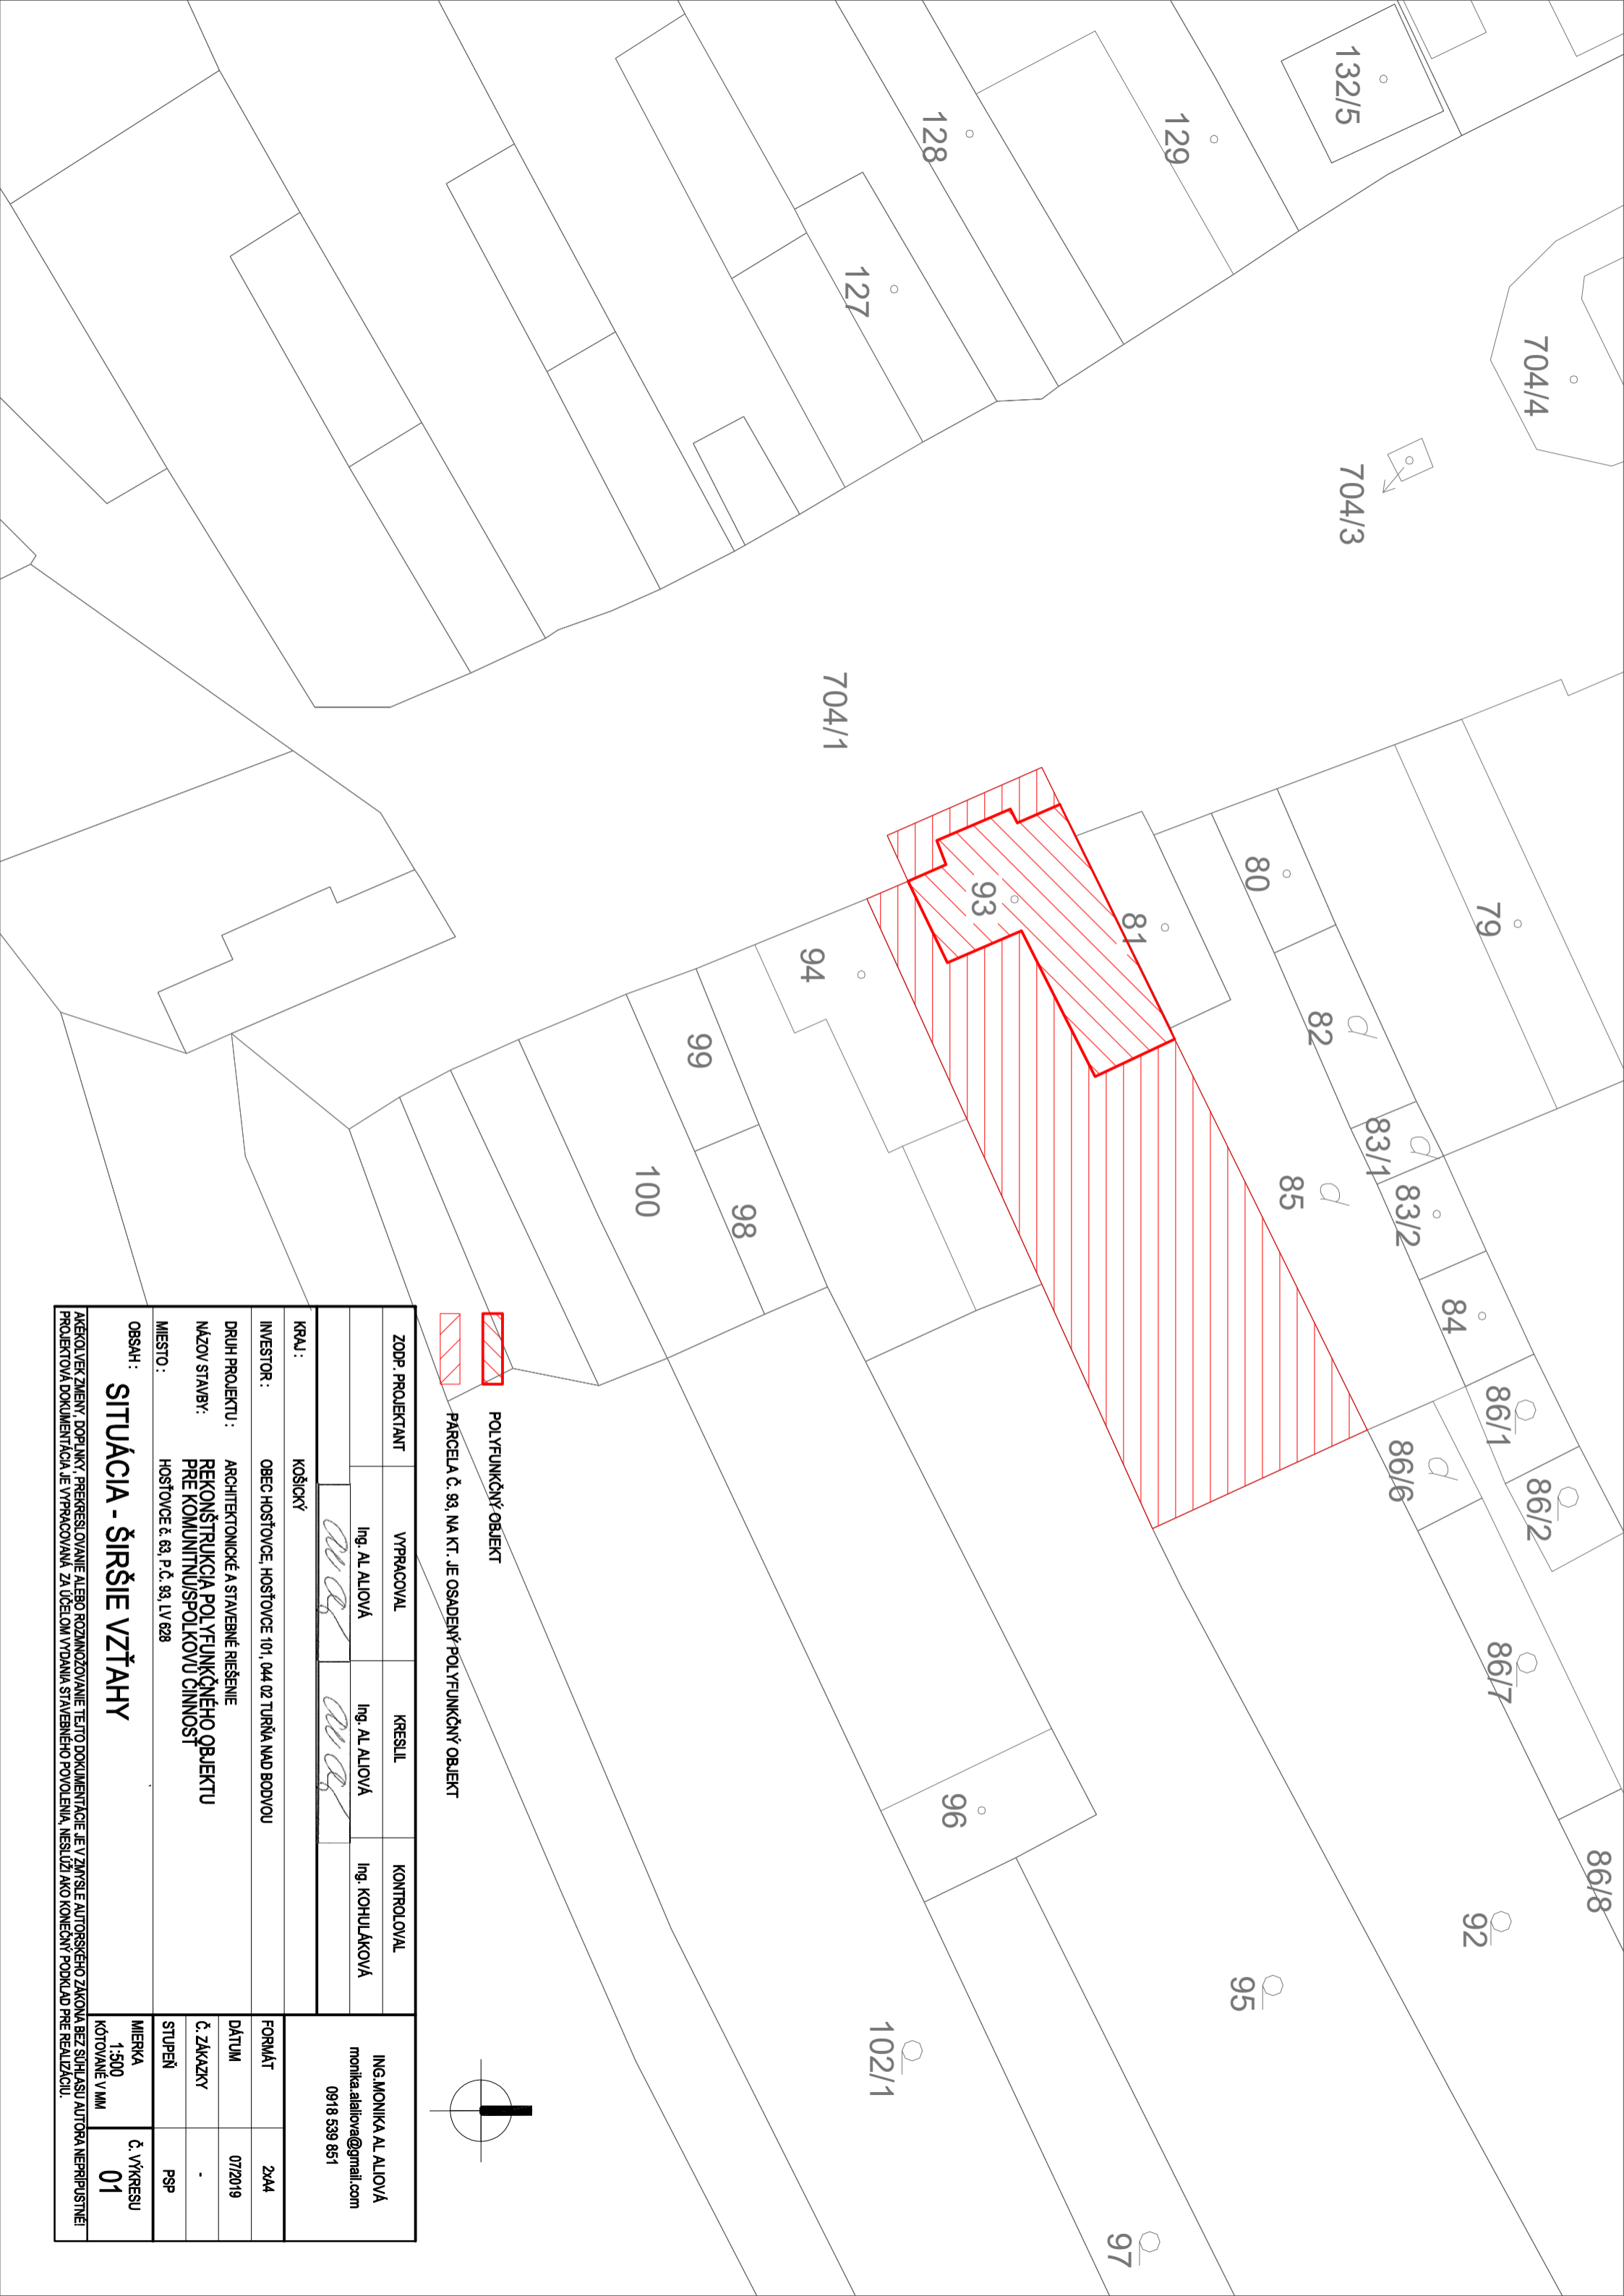 132/5
129
128
127
704/4
704/3
704/1
79
80
81
82
83/1
83/2
84
85
86/1
86/2
86/6
86/7
86/8
92
93
94
95
96
97
98
99
100
102/1
POLYFUNKČNÝ OBJEKT
PARCELA Č. 93, NA KT. JE OSADENÝ POLYFUNKČNÝ OBJEKT
ZODP. PROJEKTANT
VYPRACOVAL
KRESLIL
KONTROLOVAL
Ing. AL ALIOVÁ
Ing. AL ALIOVÁ
Ing. KOHULÁKOVÁ
ING.MONIKA AL ALIOVÁ
monika.alaliova@gmail.com
0918 539 851
KRAJ : KOŠICKÝ
INVESTOR : OBEC HOSŤOVCE, HOSŤOVCE 101, 044 02 TURŇA NAD BODVOU
DRUH PROJEKTU : ARCHITEKTONICKÉ A STAVEBNÉ RIEŠENIE
NÁZOV STAVBY: REKONŠTRUKCIA POLYFUNKČNÉHO OBJEKTU
PRE KOMUNITNÚ/SPOLKOVÚ ČINNOSŤ
MIESTO : HOSŤOVCE č. 63, P.Č. 93, LV 628
OBSAH : SITUÁCIA - ŠIRŠIE VZŤAHY
FORMÁT 2xA4
DÁTUM 07/2019
Č. ZÁKAZKY -
STUPEŇ PSP
MIERKA
1:500
KÓTOVANÉ V MM
Č. VÝKRESU
01
AKÉKOLVEK ZMENY, DOPLNKY, PREKRESLOVANIE ALEBO ROZMNOŽOVANIE TEJTO DOKUMENTÁCIE JE V ZMYSLE AUTORSKÉHO ZÁKONA BEZ SÚHLASU AUTORA NEPRÍPUSTNÉ!
PROJEKTOVÁ DOKUMENTÁCIA JE VYPRACOVANÁ ZA ÚČELOM VYDANIA STAVEBNÉHO POVOLENIA, NESLÚŽI AKO KONEČNÝ PODKLAD PRE REALIZÁCIU.